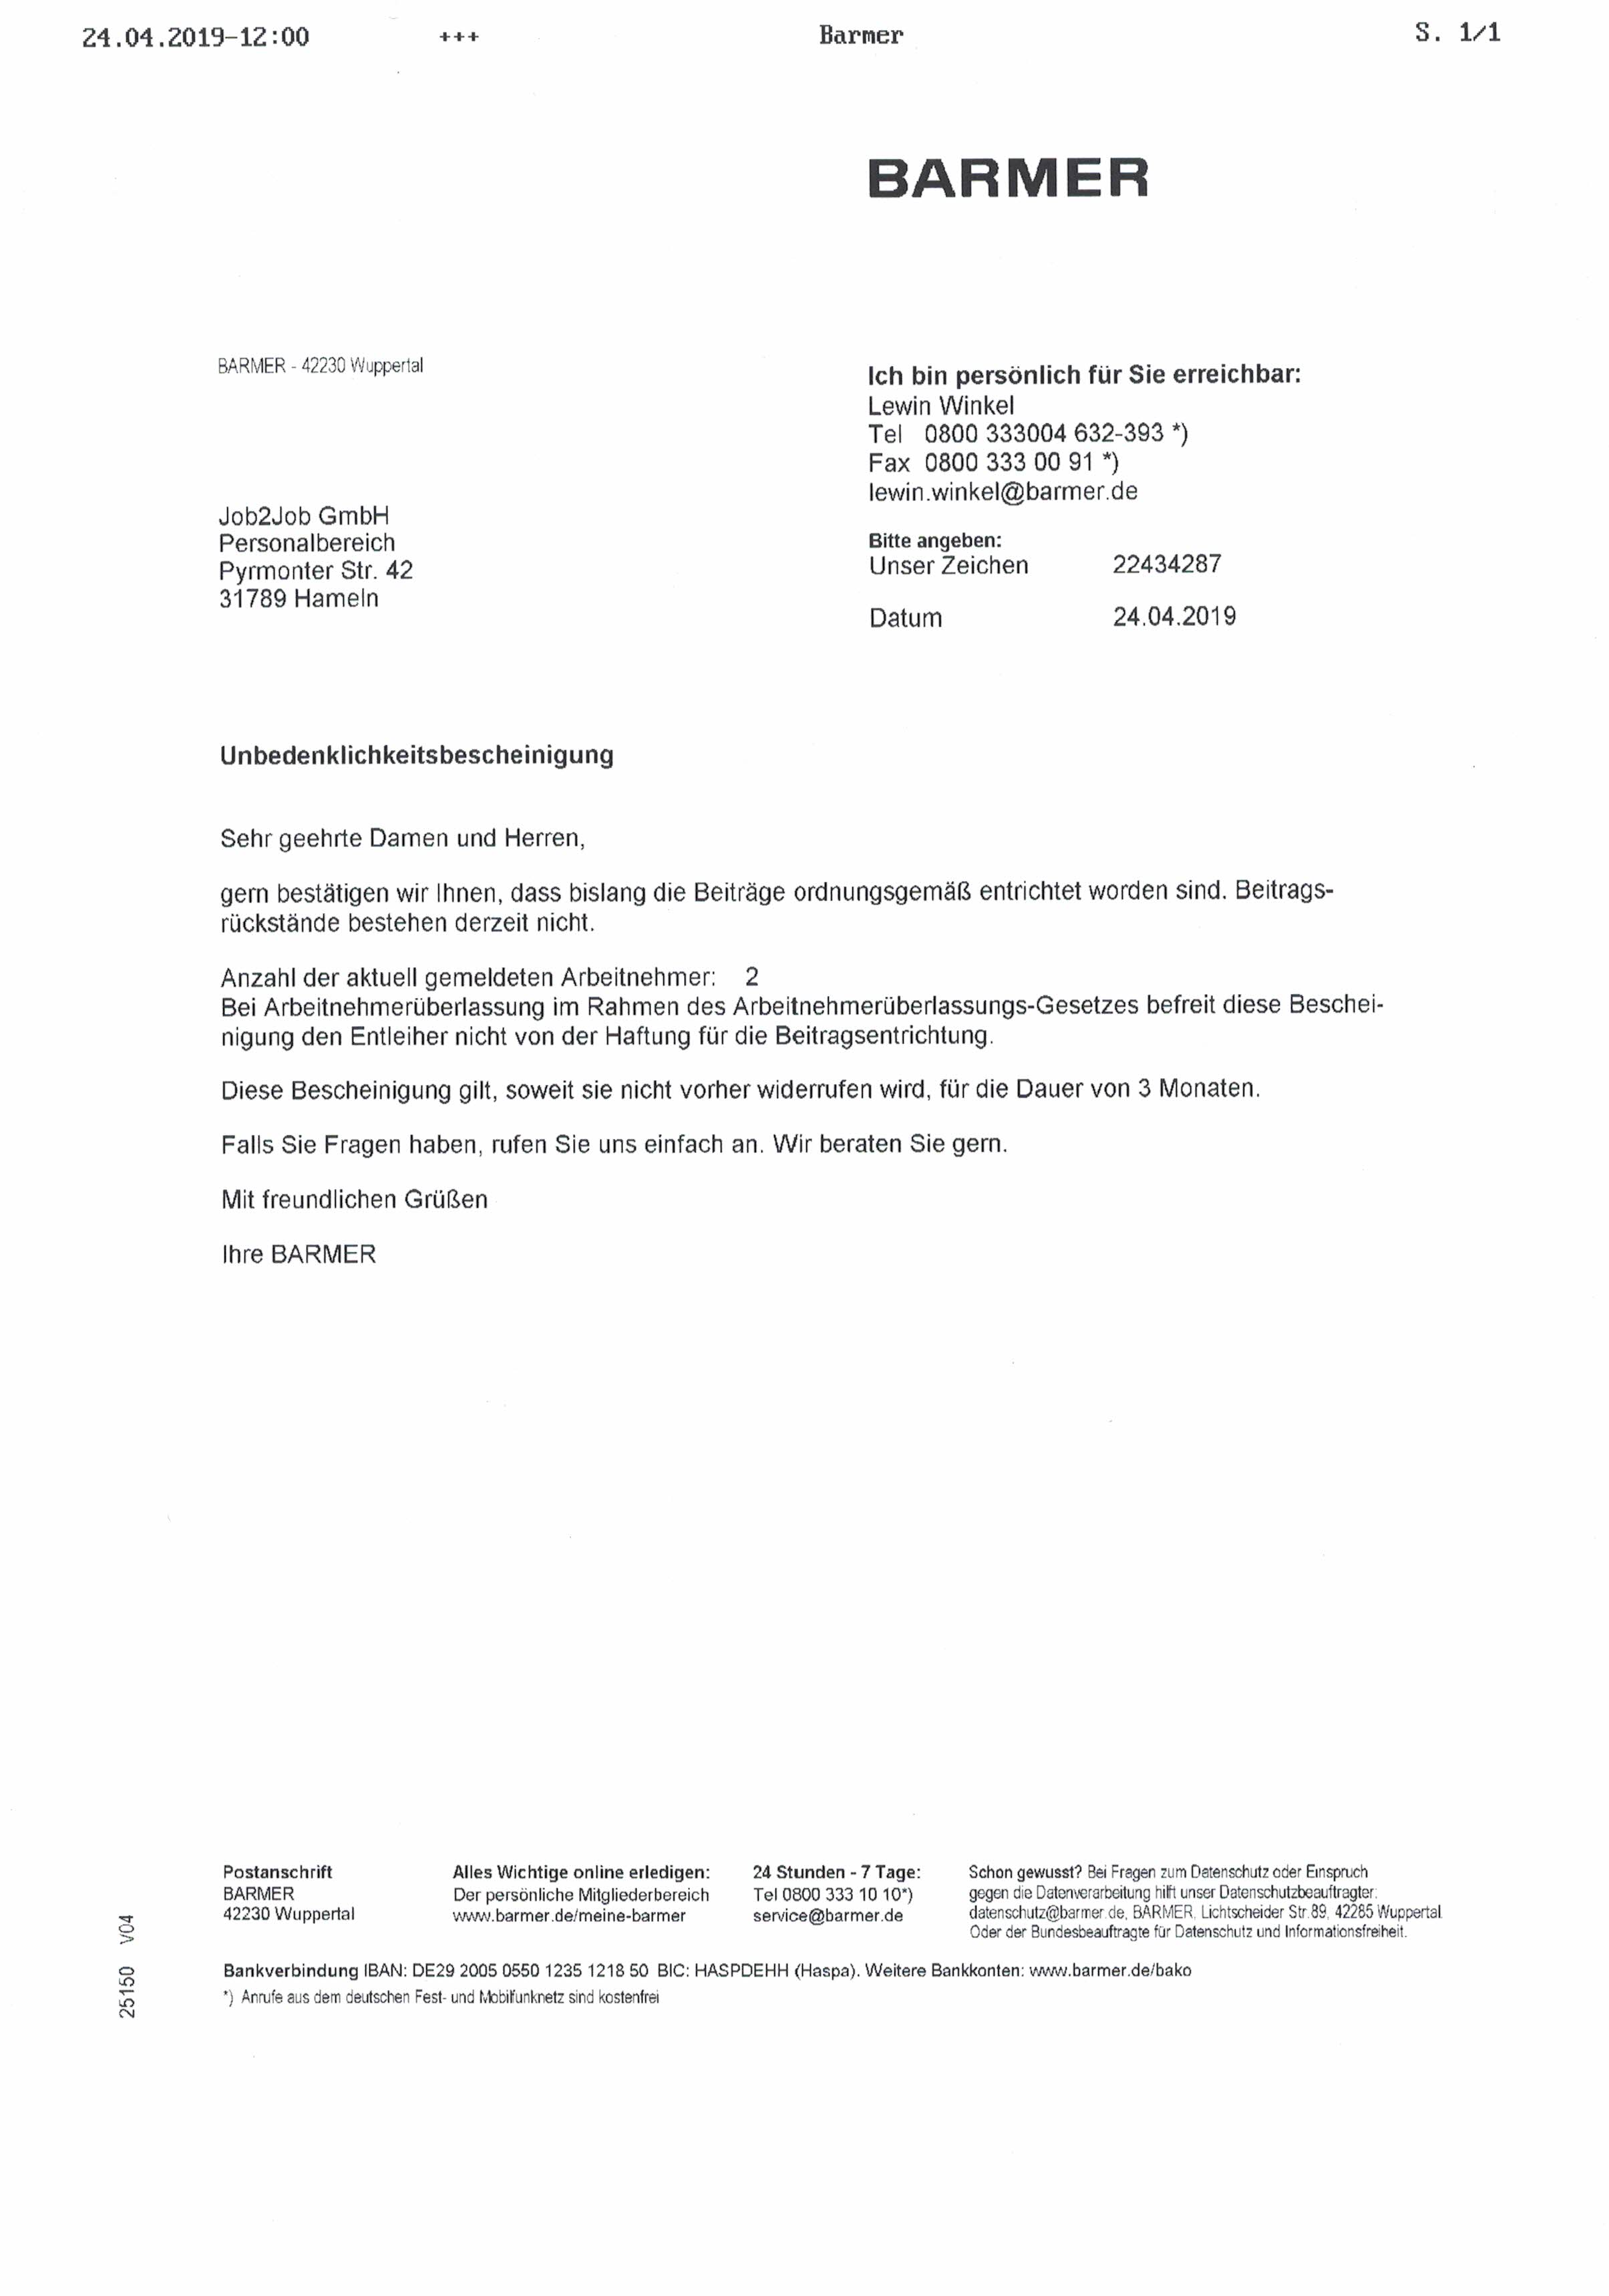 24.04.2019-12:00 +++ Barmer S. 1/1
BARMER
BARMER - 42230 Wuppertal
Job2Job GmbH
Personalbereich
Pyrmonter Str. 42
31789 Hameln
Ich bin persönlich für Sie erreichbar:
Lewin Winkel
Tel 0800 333004 632-393 *)
Fax 0800 333 00 91 *)
lewin.winkel@barmer.de
Bitte angeben:
Unser Zeichen 22434287
Datum 24.04.2019
Unbedenklichkeitsbescheinigung
Sehr geehrte Damen und Herren,
gern bestätigen wir Ihnen, dass bislang die Beiträge ordnungsgemäß entrichtet worden sind. Beitrags-
rückstände bestehen derzeit nicht.
Anzahl der aktuell gemeldeten Arbeitnehmer: 2
Bei Arbeitnehmerüberlassung im Rahmen des Arbeitnehmerüberlassungs-Gesetzes befreit diese Beschei-
nigung den Entleiher nicht von der Haftung für die Beitragsentrichtung.
Diese Bescheinigung gilt, soweit sie nicht vorher widerrufen wird, für die Dauer von 3 Monaten.
Falls Sie Fragen haben, rufen Sie uns einfach an. Wir beraten Sie gern.
Mit freundlichen Grüßen
Ihre BARMER
Postanschrift
BARMER
42230 Wuppertal
Alles Wichtige online erledigen:
Der persönliche Mitgliederbereich
www.barmer.de/meine-barmer
24 Stunden - 7 Tage:
Tel 0800 333 10 10*)
service@barmer.de
Schon gewusst? Bei Fragen zum Datenschutz oder Einspruch
gegen die Datenverarbeitung hilft unser Datenschutzbeauftragter:
datenschutz@barmer.de, BARMER, Lichtscheider Str.89, 42285 Wuppertal
Oder der Bundesbeauftragte für Datenschutz und Informationsfreiheit.
Bankverbindung IBAN: DE29 2005 0550 1235 1218 50 BIC: HASPDEHH (Haspa). Weitere Bankkonten: www.barmer.de/bako
*) Anrufe aus dem deutschen Fest- und Mobilfunknetz sind kostenfrei
25150 V04